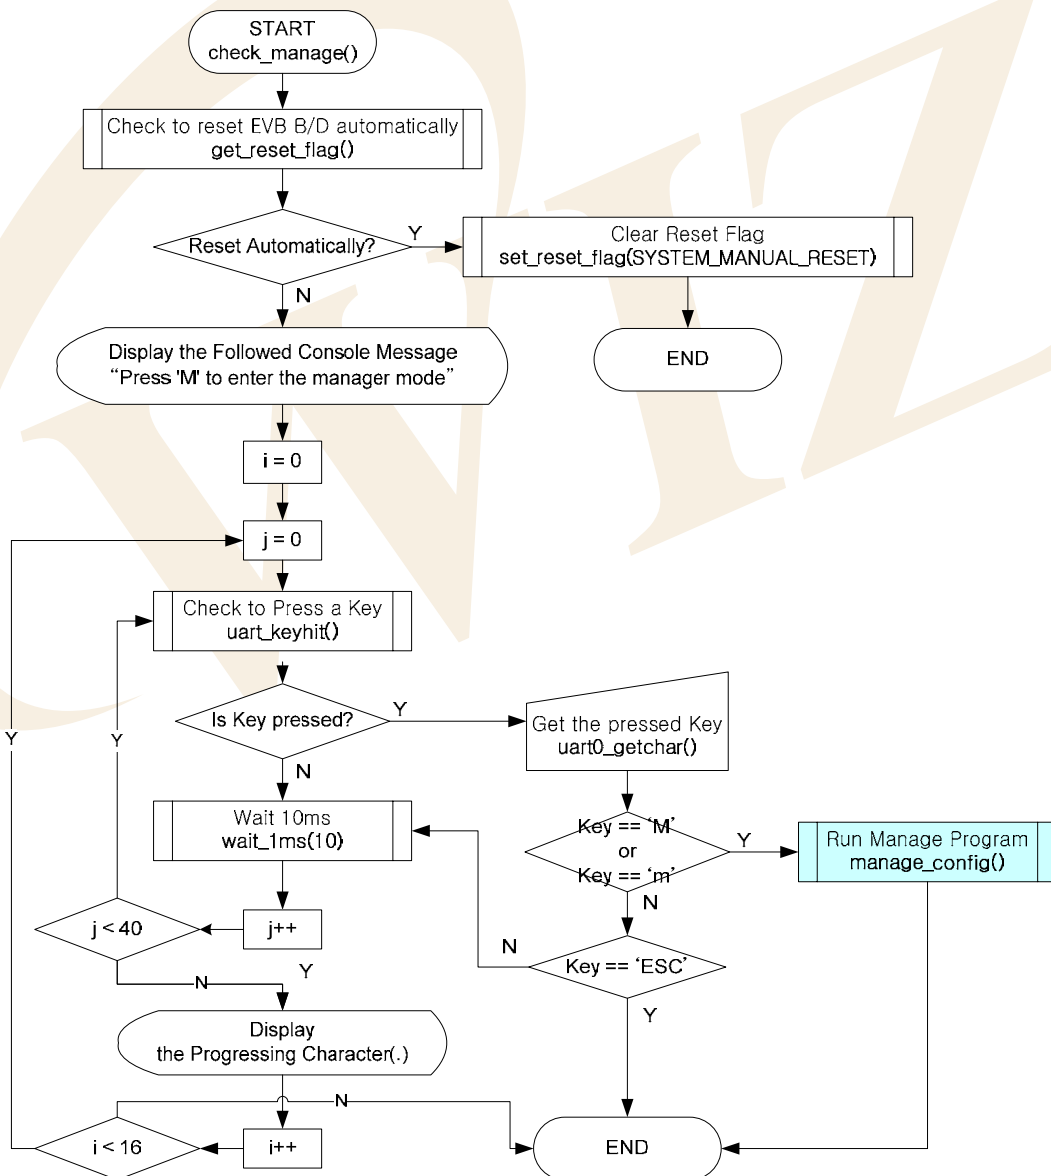 START
check_manage()
Check to reset EVB B/D automatically
get_reset_flag()
Reset Automatically?
Y
Clear Reset Flag
set_reset_flag(SYSTEM_MANUAL_RESET)
N
END
Display the Followed Console Message
“Press 'M' to enter the manager mode”
i = 0
j = 0
Check to Press a Key
uart_keyhit()
Is Key pressed?
Y
Get the pressed Key
uart0_getchar()
Y
Y
N
Wait 10ms
wait_1ms(10)
Key == ‘M’
or
Key == ‘m’
Y
Run Manage Program
manage_config()
N
j < 40
j++
N
Key == ‘ESC’
Y
N
Y
Display
the Progressing Character(.)
N
i < 16
i++
END
WIZ